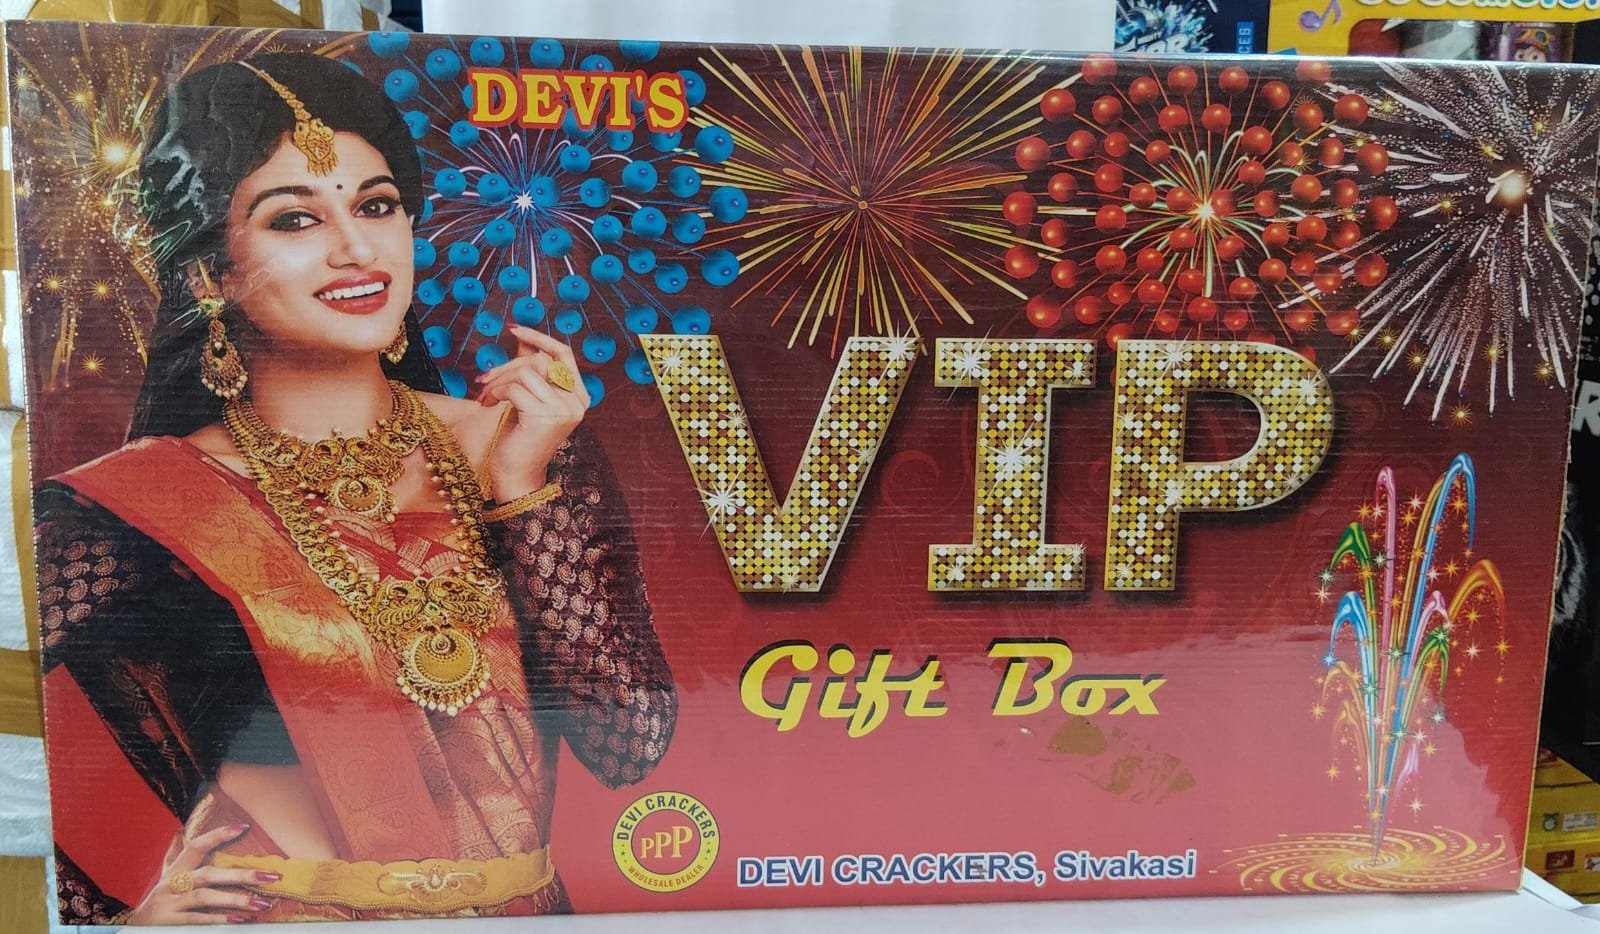 DEVI'S
VIP
Gift Box
DEVI CRACKERS
PPP
WHOLESALE DEALER
DEVI CRACKERS, Sivakasi